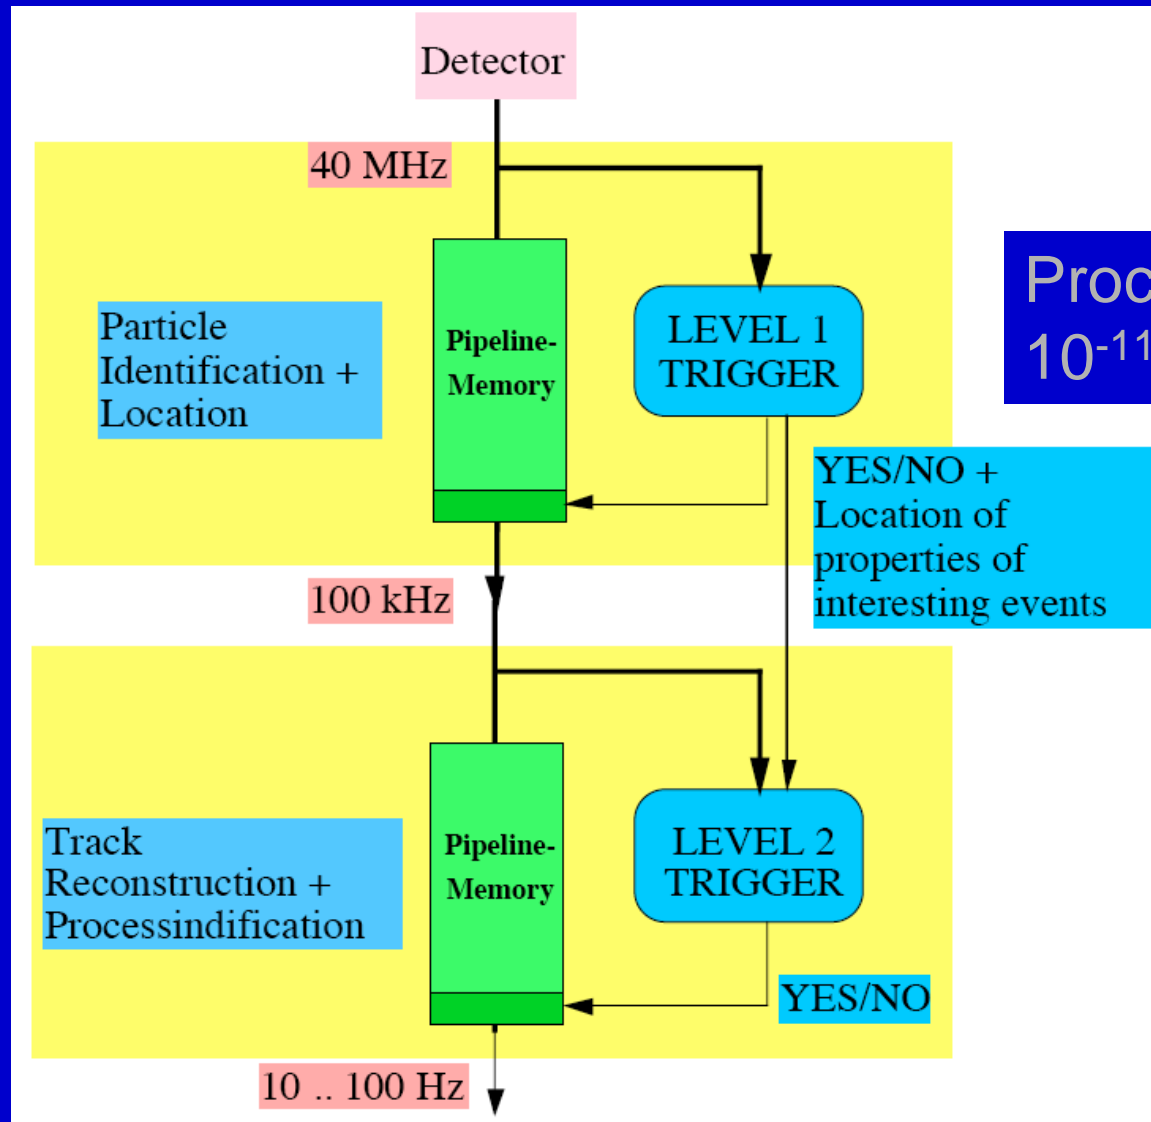 Detector
40 MHz
Particle
Identification +
Location
Pipeline-
Memory
LEVEL 1
TRIGGER
10⁻¹¹
YES/NO +
Location of
properties of
interesting events
100 kHz
Track
Reconstruction +
Processindification
Pipeline-
Memory
LEVEL 2
TRIGGER
YES/NO
10 .. 100 Hz